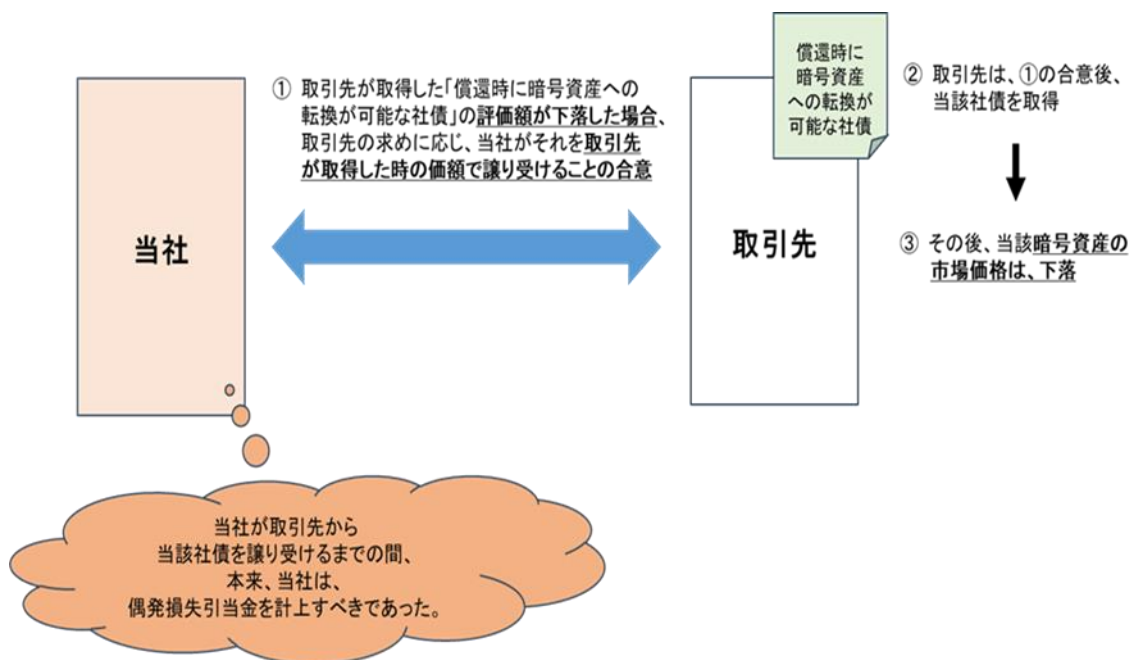 償還時に
暗号資産
への転換が
可能な社債
① 取引先が取得した「償還時に暗号資産への
転換が可能な社債」の評価額が下落した場合、
取引先の求めに応じ、当社がそれを取引先
が取得した時の価額で譲り受けることの合意
② 取引先は、①の合意後、
当該社債を取得
当社
取引先
③ その後、当該暗号資産の
市場価格は、下落
当社が取引先から
当該社債を譲り受けるまでの間、
本来、当社は、
偶発損失引当金を計上すべきであった。